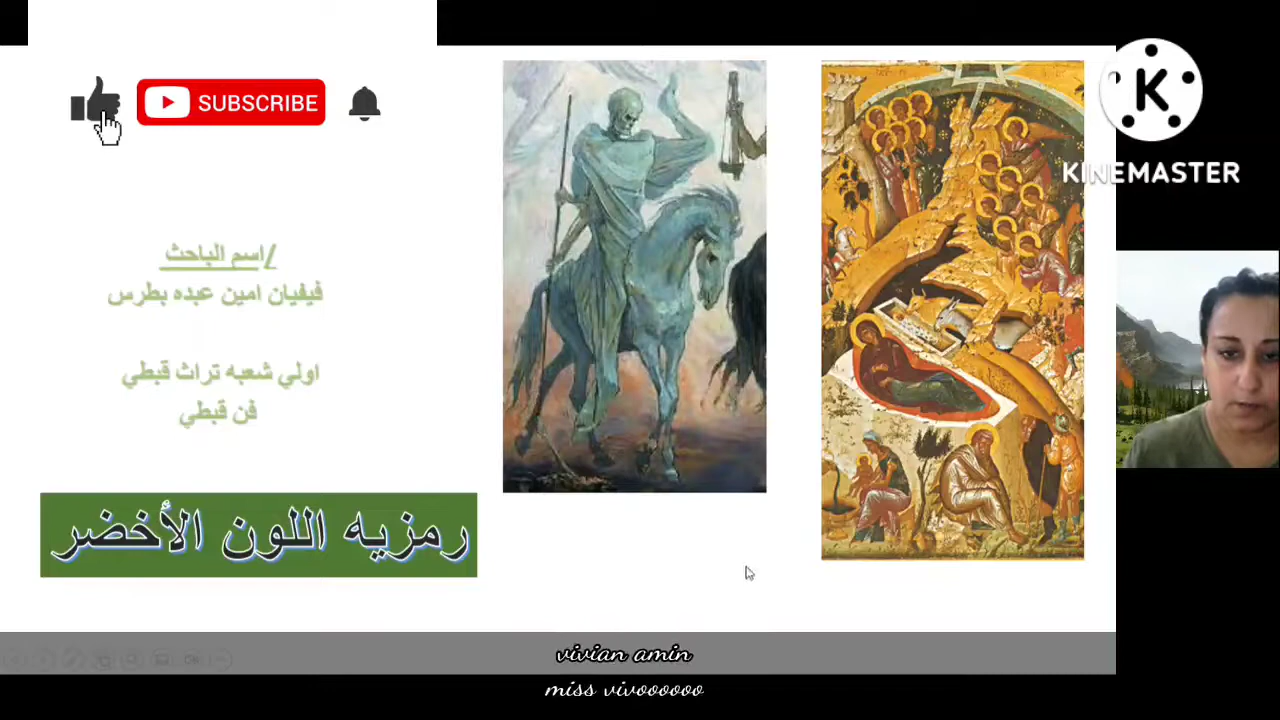 SUBSCRIBE
K
KINEMASTER
اسم الباحث/
فيفيان امين عبده بطرس
اولي شعبه تراث قبطي
فن قبطي
رمزيه اللون الأخضر
vivian amin
miss vivoooooo